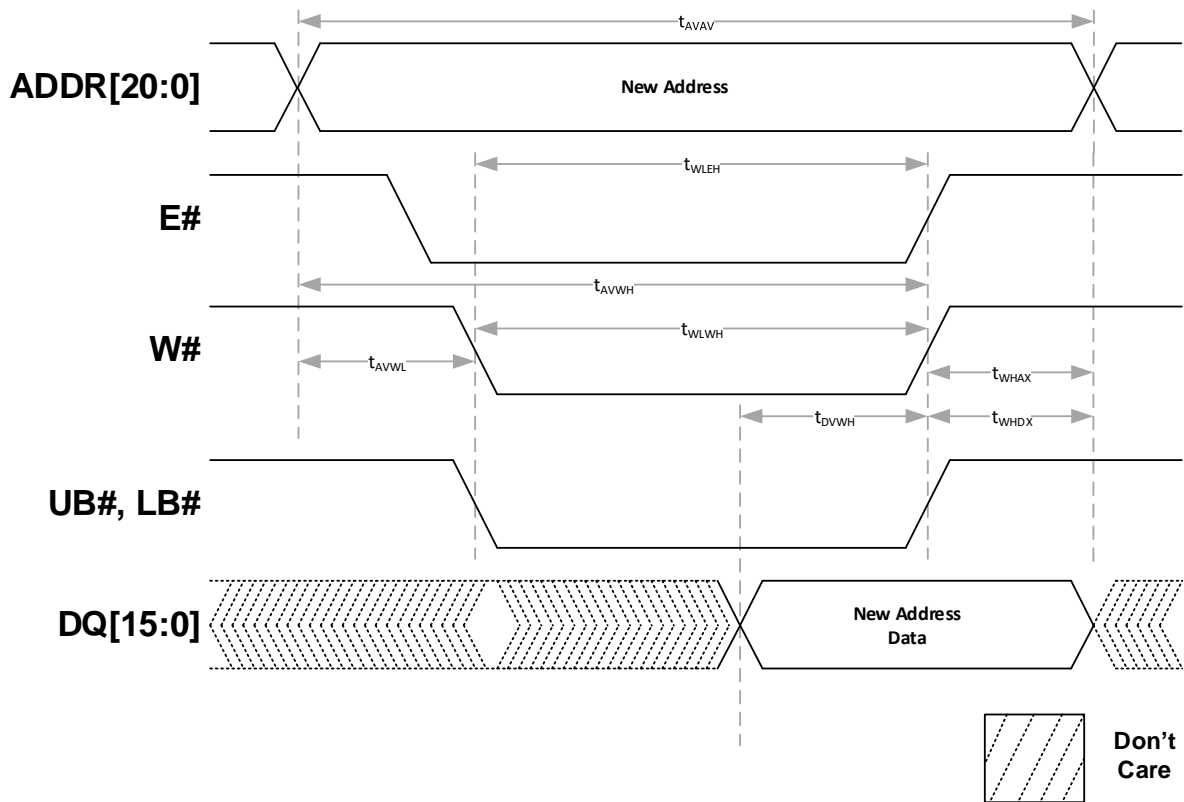 tAVAV
ADDR[20:0]
New Address
tWLEH
E#
tAVWH
W#
tWLWH
tAVWL
tWHAX
tDVWH
tWHDX
UB#, LB#
DQ[15:0]
New Address
Data
Don't
Care